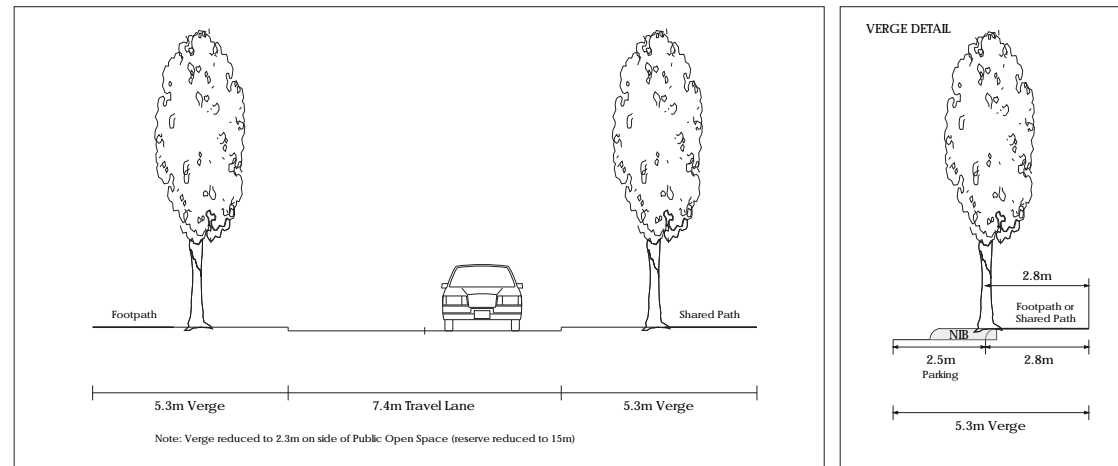 Footpath
Shared Path
5.3m Verge
7.4m Travel Lane
5.3m Verge
Note: Verge reduced to 2.3m on side of Public Open Space (reserve reduced to 15m)
VERGE DETAIL
2.8m
Footpath or
Shared Path
NIB
2.5m
Parking
2.8m
5.3m Verge